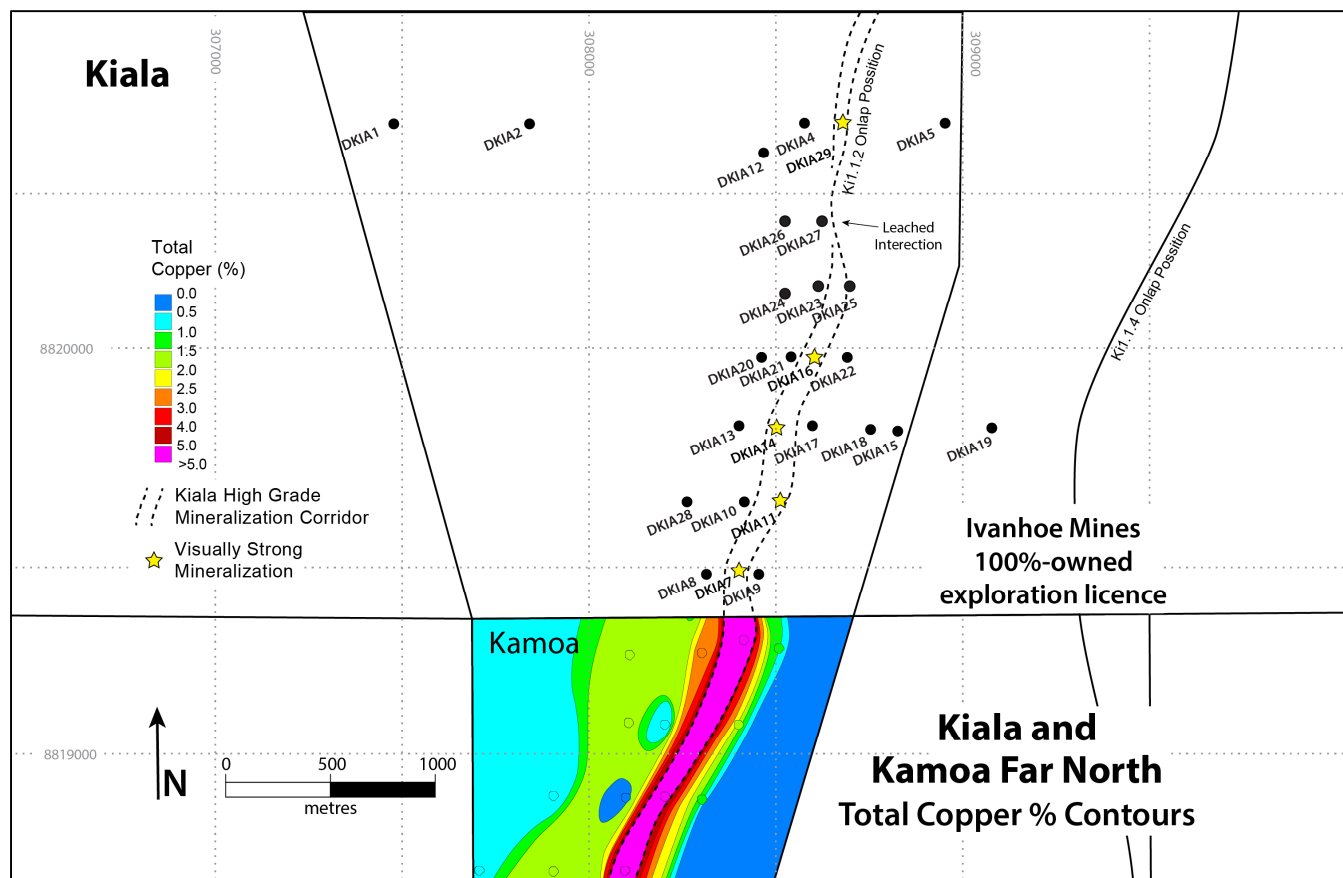 Kiala
307000
308000
309000
DKIA1
DKIA2
DKIA4
DKIA29
DKIA12
DKIA5
Ki1.1.2 Onlap Possition
DKIA26
DKIA27
Leached
Interection
DKIA24
DKIA23
DKIA25
Ki1.1.4 Onlap Possition
Total
Copper (%)
0.0
0.5
1.0
1.5
2.0
2.5
3.0
4.0
5.0
>5.0
8820000
DKIA20
DKIA21
DKIA16
DKIA22
DKIA13
DKIA14
DKIA17
DKIA18
DKIA15
DKIA19
Kiala High Grade
Mineralization Corridor
Visually Strong
Mineralization
DKIA28
DKIA10
DKIA11
DKIA8
DKIA7
DKIA9
Ivanhoe Mines
100%-owned
exploration licence
Kamoa
8819000
N
0 500 1000
metres
Kiala and
Kamoa Far North
Total Copper % Contours